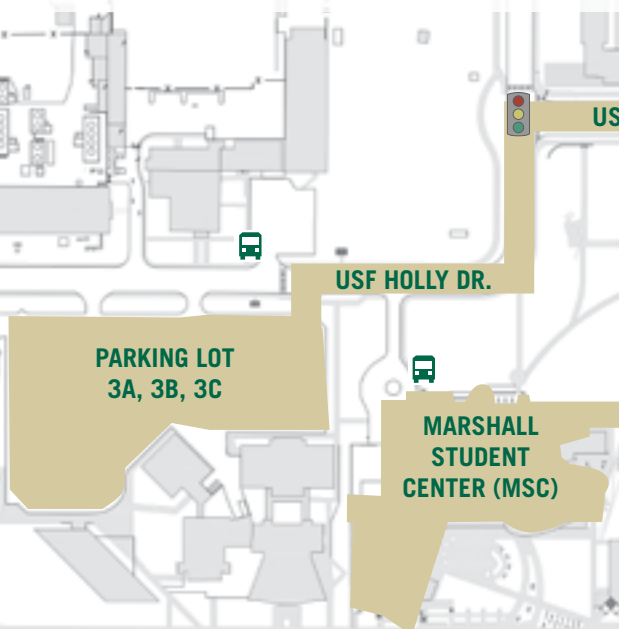 US
USF HOLLY DR.
PARKING LOT
3A, 3B, 3C
MARSHALL
STUDENT
CENTER (MSC)